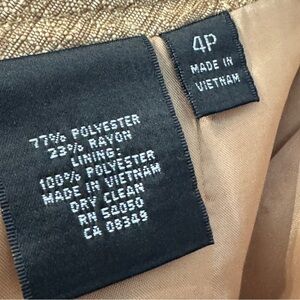 77% POLYESTER
23% RAYON
LINING:
100% POLYESTER
MADE IN VIETNAM
DRY CLEAN
RN 54050
CA 08349
4P
MADE IN
VIETNAM